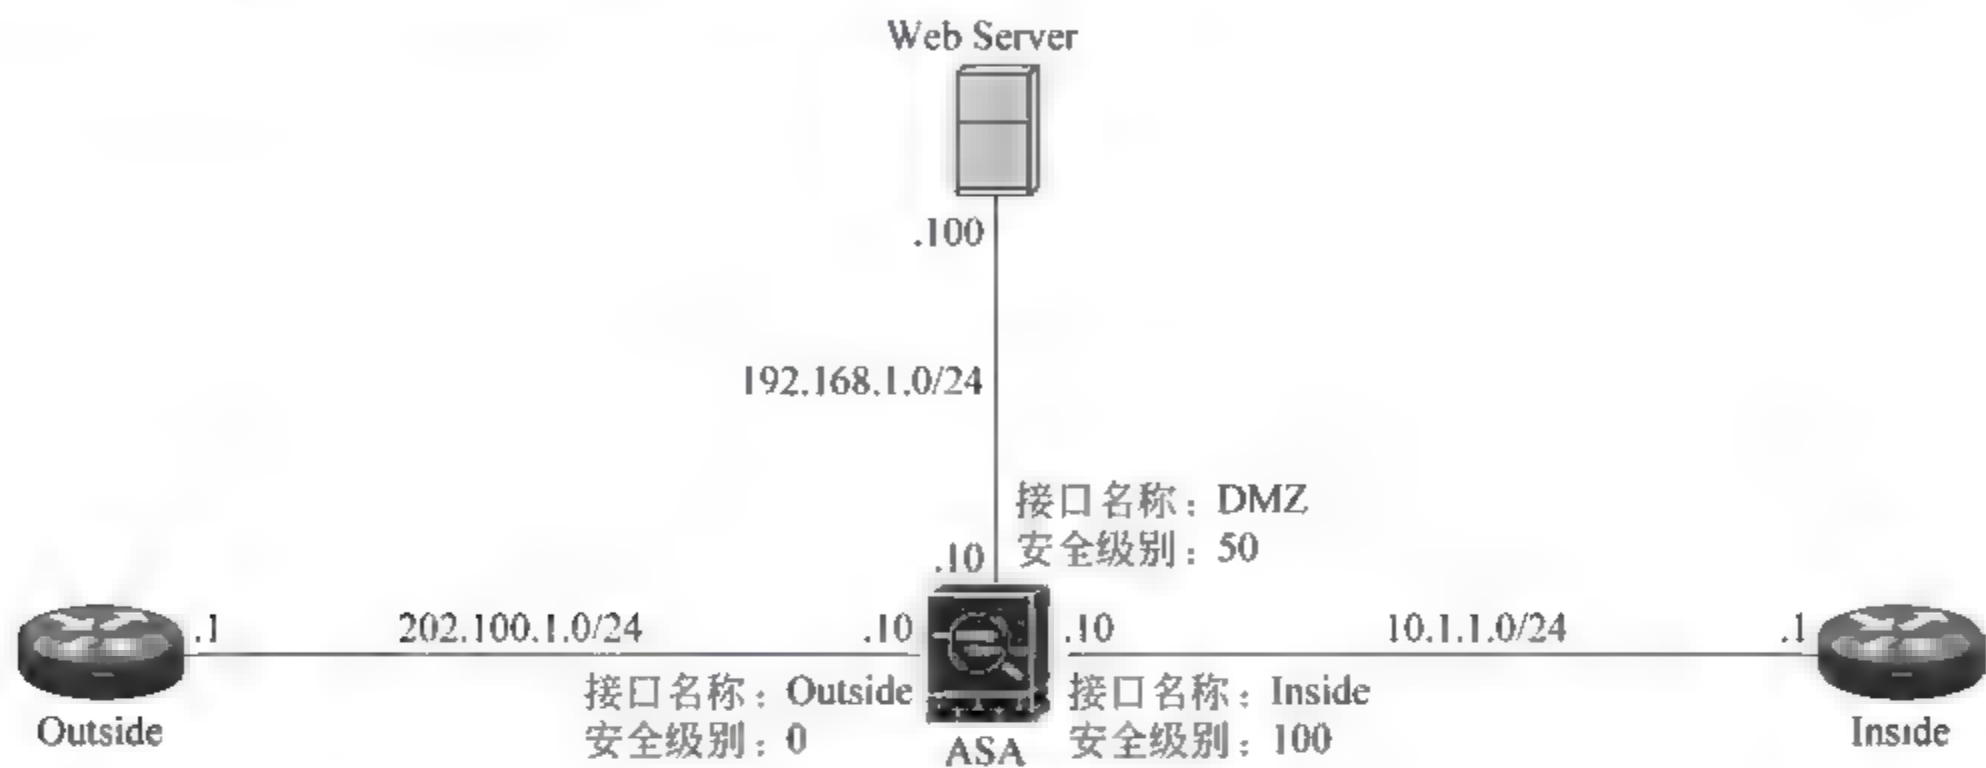 Web Server
.100
192.168.1.0/24
接口名称：DMZ
安全级别：50
.10
.1
202.100.1.0/24
.10
.10
10.1.1.0/24
.1
接口名称：Outside
安全级别：0
接口名称：Inside
安全级别：100
Outside
ASA
Inside